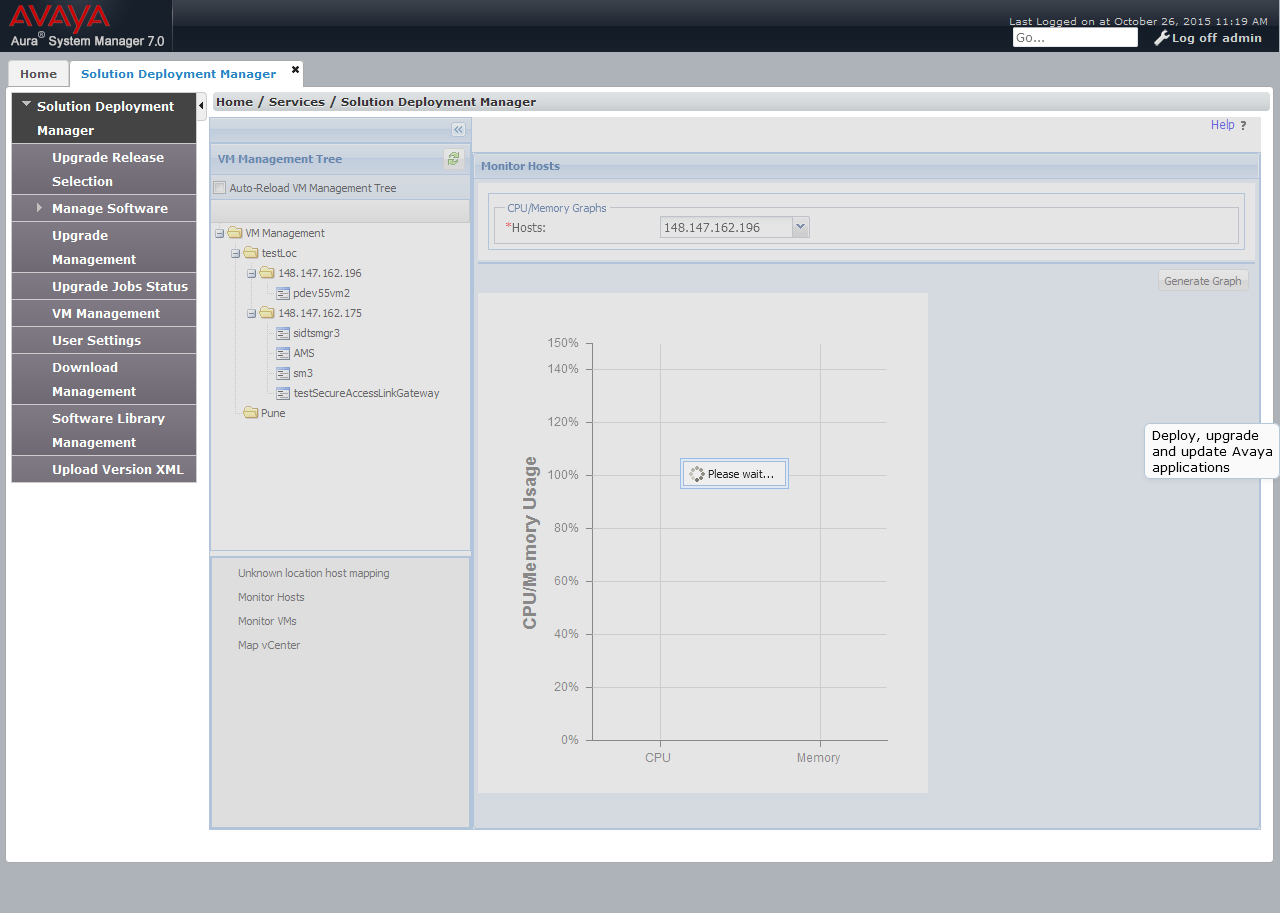 AVAYA
Aura® System Manager 7.0
Last Logged on at October 26, 2015 11:19 AM
Go...
Log off admin
Home
Solution Deployment Manager
Solution Deployment
Manager
Upgrade Release
Selection
Manage Software
Upgrade
Management
Upgrade Jobs Status
VM Management
User Settings
Download
Management
Software Library
Management
Upload Version XML
Home / Services / Solution Deployment Manager
Help ?
VM Management Tree
Auto-Reload VM Management Tree
VM Management
testLoc
148.147.162.196
pdev55vm2
148.147.162.175
sidtsmgr3
AMS
sm3
testSecureAccessLinkGateway
Pune
Unknown location host mapping
Monitor Hosts
Monitor VMs
Map vCenter
Monitor Hosts
CPU/Memory Graphs
*Hosts:
148.147.162.196
Generate Graph
CPU/Memory Usage
150%
140%
120%
100%
80%
60%
40%
20%
0%
CPU
Memory
Please wait...
Deploy, upgrade
and update Avaya
applications